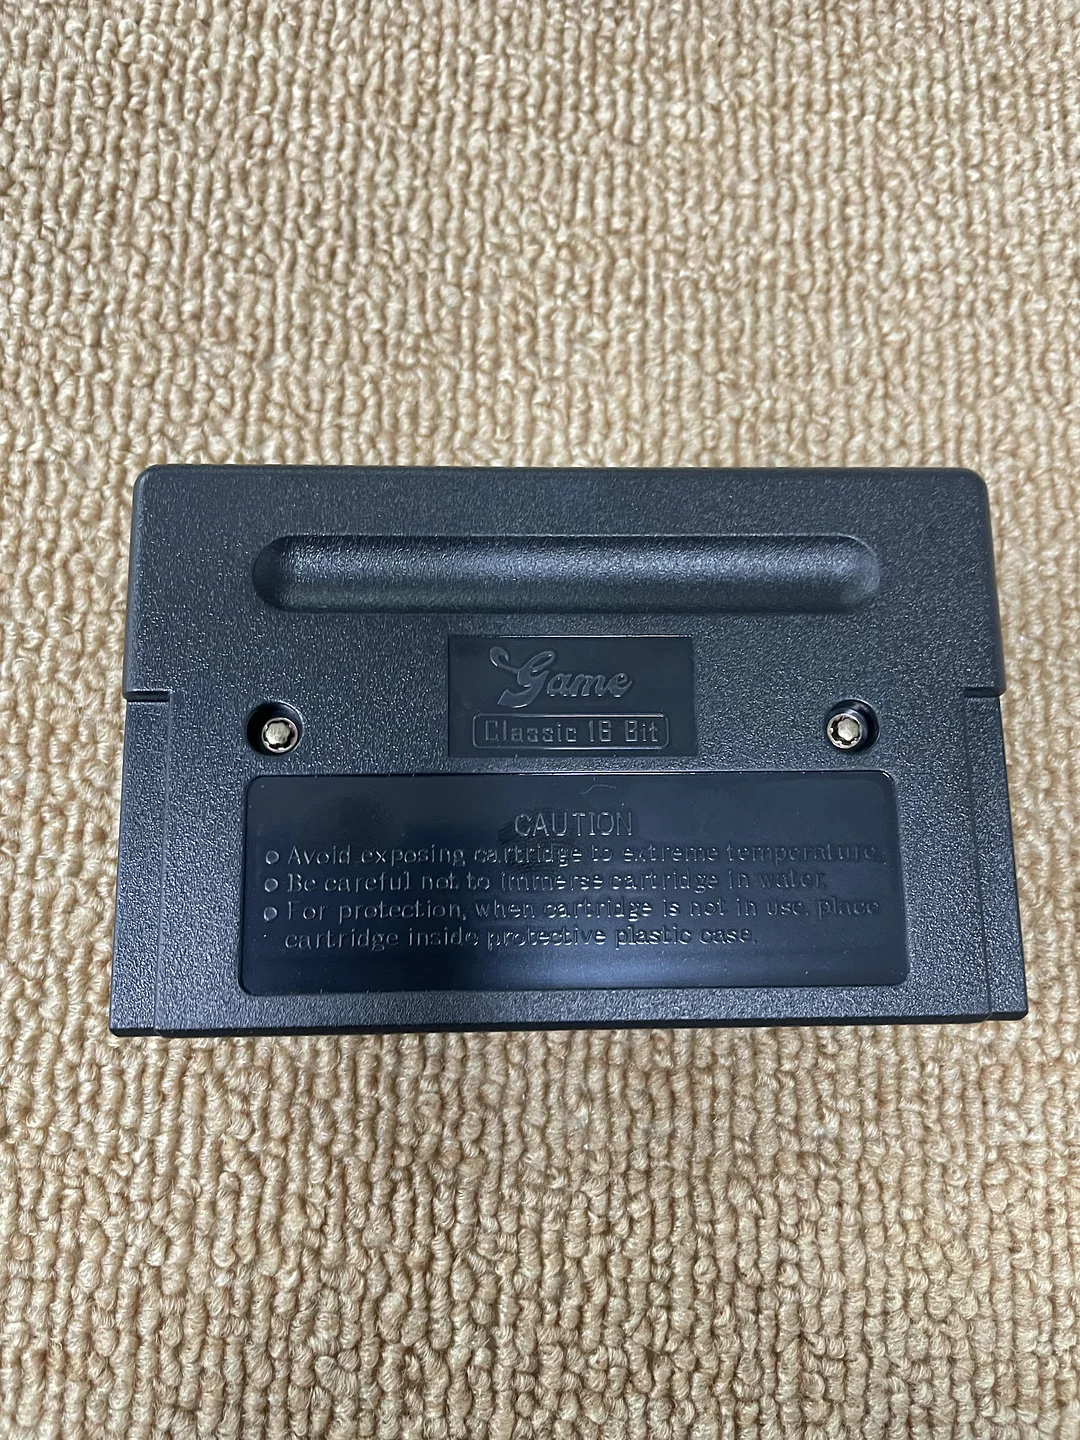 Game
Classic 16 Bit
CAUTION
Avoid exposing cartridge to extreme temperature.
Be careful not to immerse cartridge in water.
For protection, when cartridge is not in use, place
cartridge inside protective plastic case.